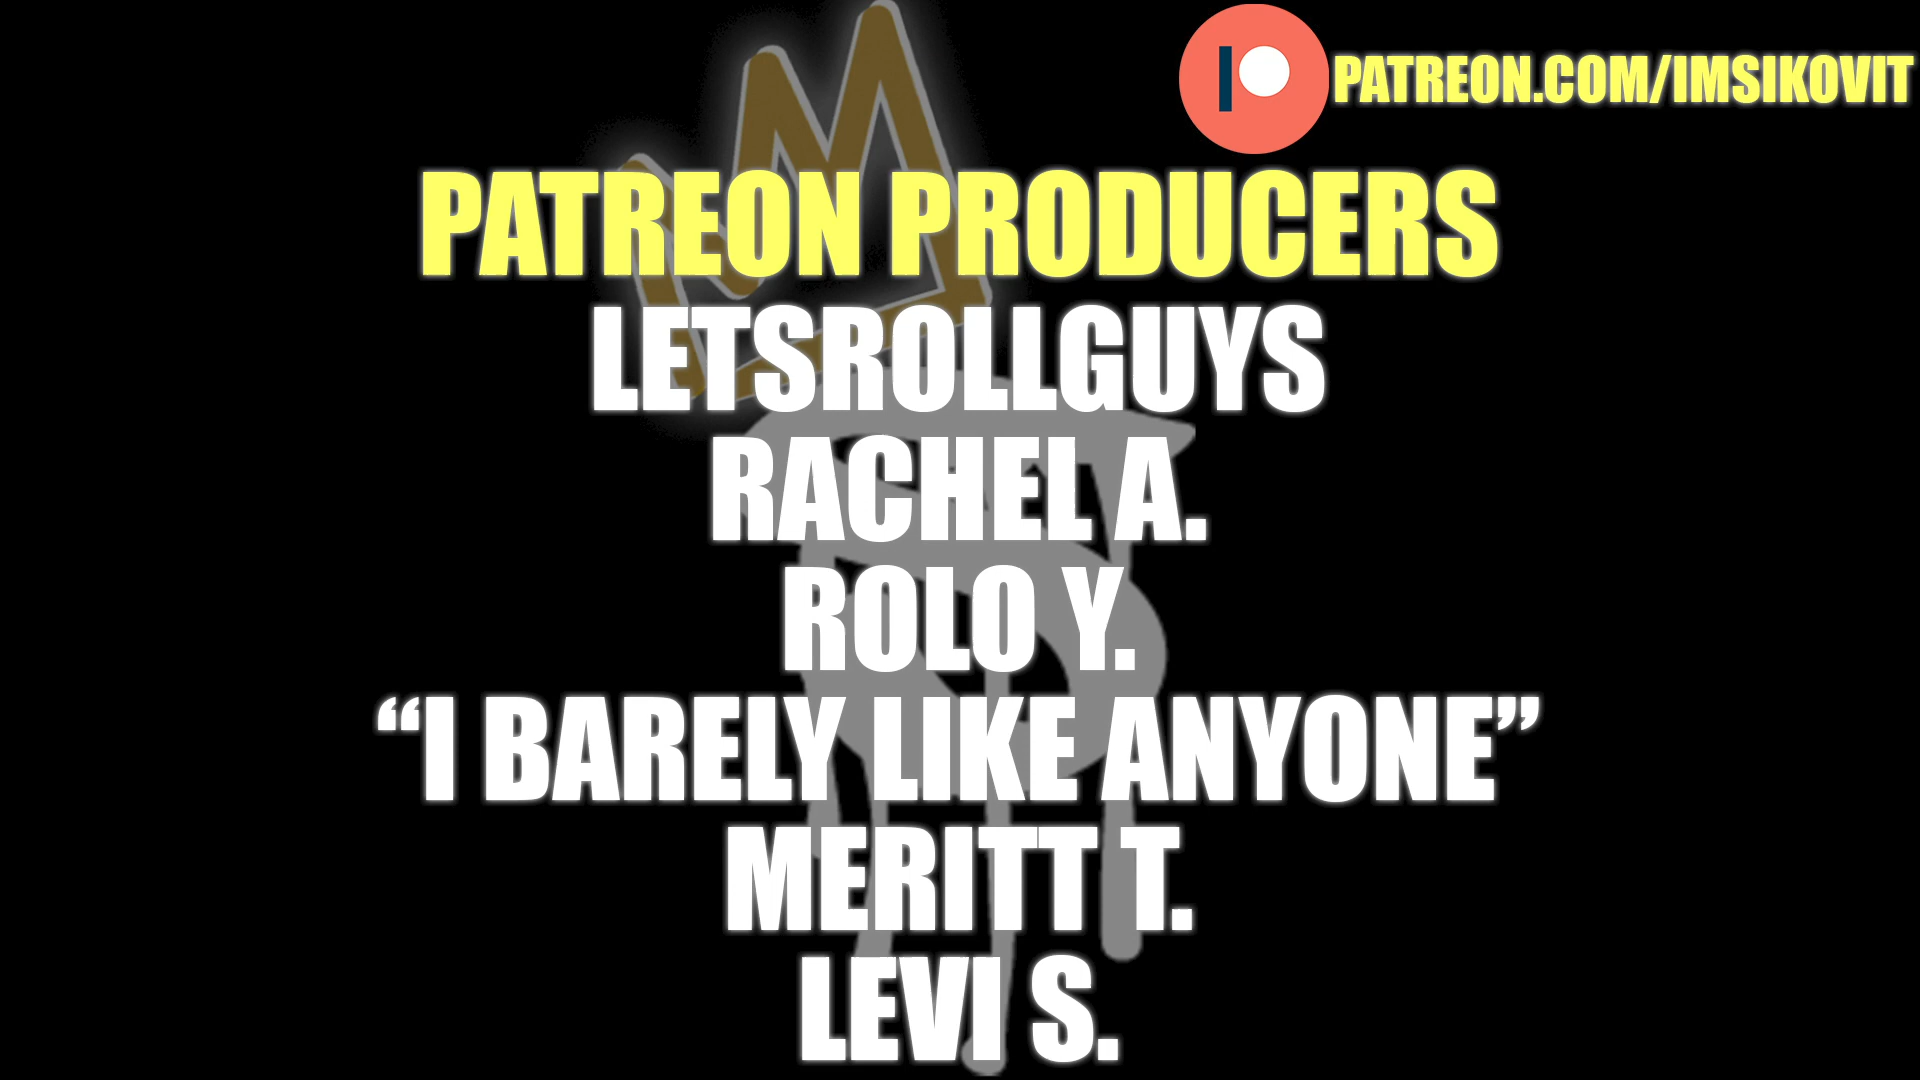 PATREON.COM/IMSIKOVIT
PATREON PRODUCERS
LETSROLLGUYS
RACHEL A.
ROLO Y.
“I BARELY LIKE ANYONE”
MERITT T.
LEVI S.